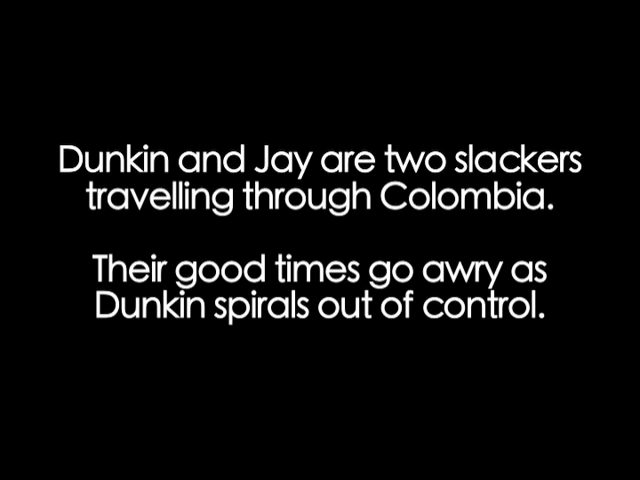 Dunkin and Jay are two slackers
travelling through Colombia.
Their good times go awry as
Dunkin spirals out of control.